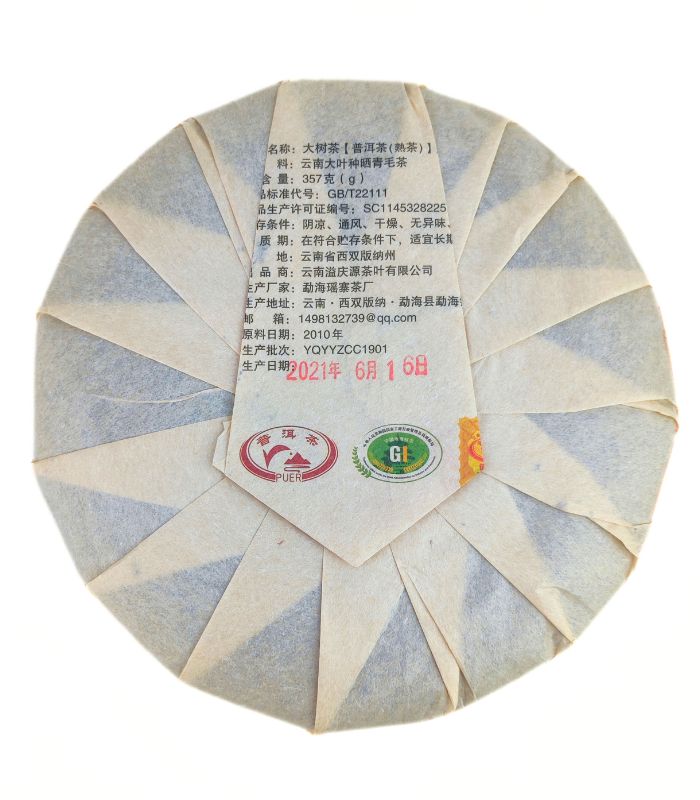 名称：大树茶【普洱茶(熟茶)】
料：云南大叶种晒青毛茶
含 量：357克（g）
品标准代号：GB/T22111
品生产许可证编号：SC1145328225
存条件：阴凉、通风、干燥、无异味、
质 期：在符合贮存条件下，适宜长期
地：云南省西双版纳州
品 商：云南溢庆源茶叶有限公司
生产厂家：勐海瑶寨茶厂
生产地址：云南·西双版纳·勐海县勐海
邮 箱：1498132739@qq.com
原料日期：2010年
生产批次：YQYYZCC1901
生产日期：2021年 6月16日
普洱茶
PUER
GI